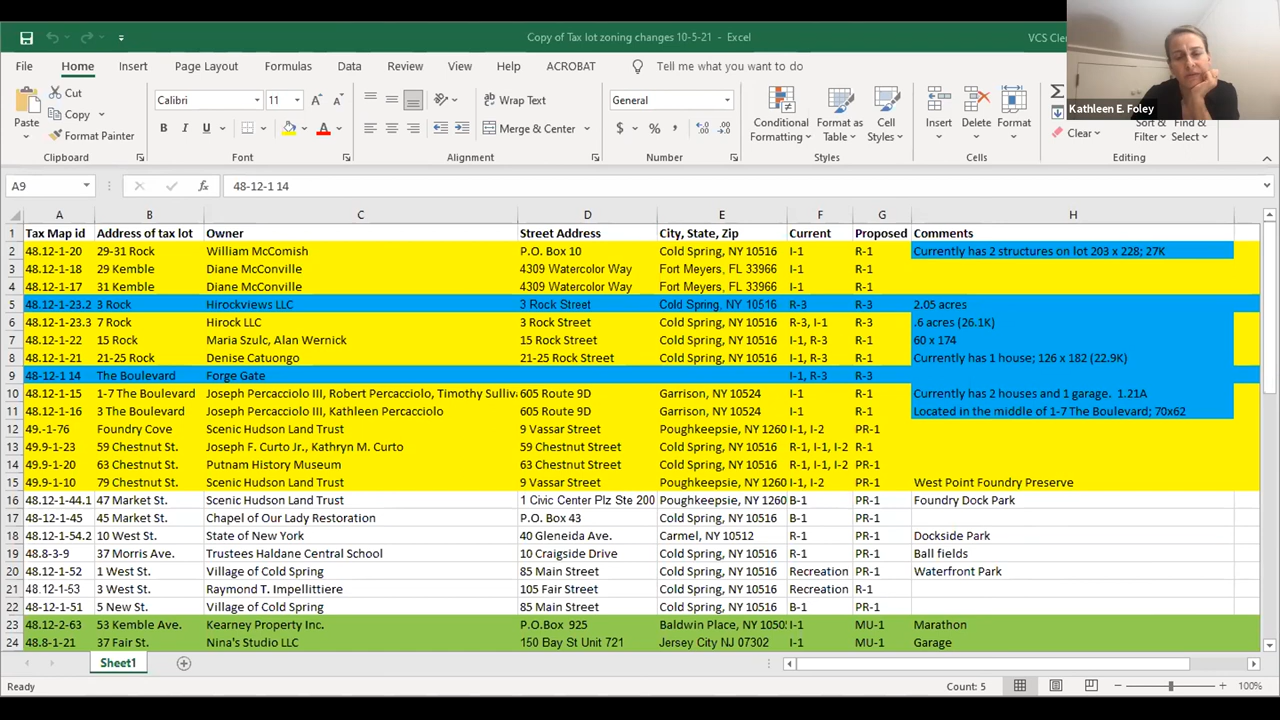 Copy of Tax lot zoning changes 10-5-21 - Excel
VCS Cler
Kathleen E. Foley
File Home Insert Page Layout Formulas Data Review View Help ACROBAT Tell me what you want to do
Paste Cut Copy Format Painter
Calibri 11
B I U A
Wrap Text
Merge & Center
General
$ % ,
Conditional Formatting Format as Table Cell Styles
Insert Delete Format
Clear Sort & Filter Find & Select
Clipboard Font Alignment Number Styles Cells Editing
A9 fx 48-12-1 14
A B C D E F G H
1 Tax Map id Address of tax lot Owner Street Address City, State, Zip Current Proposed Comments
2 48.12-1-20 29-31 Rock William McComish P.O. Box 10 Cold Spring, NY 10516 I-1 R-1 Currently has 2 structures on lot 203 x 228; 27K
3 48.12-1-18 29 Kemble Diane McConville 4309 Watercolor Way Fort Meyers, FL 33966 I-1 R-1
4 48.12-1-17 31 Kemble Diane McConville 4309 Watercolor Way Fort Meyers, FL 33966 I-1 R-1
5 48.12-1-23.2 3 Rock Hirockviews LLC 3 Rock Street Cold Spring, NY 10516 R-3 R-3 2.05 acres
6 48.12-1-23.3 7 Rock Hirock LLC 3 Rock Street Cold Spring, NY 10516 R-3, I-1 R-3 .6 acres (26.1K)
7 48.12-1-22 15 Rock Maria Szulc, Alan Wernick 15 Rock Street Cold Spring, NY 10516 I-1, R-3 R-1 60 x 174
8 48.12-1-21 21-25 Rock Denise Catuongo 21-25 Rock Street Cold Spring, NY 10516 I-1, R-3 R-1 Currently has 1 house; 126 x 182 (22.9K)
9 48-12-1 14 The Boulevard Forge Gate I-1, R-3 R-3
10 48.12-1-15 1-7 The Boulevard Joseph Percacciolo III, Robert Percacciolo, Timothy Sulliv 605 Route 9D Garrison, NY 10524 I-1 R-1 Currently has 2 houses and 1 garage. 1.21A
11 48.12-1-16 3 The Boulevard Joseph Percacciolo III, Kathleen Percacciolo 605 Route 9D Garrison, NY 10524 I-1 R-1 Located in the middle of 1-7 The Boulevard; 70x62
12 49.-1-76 Foundry Cove Scenic Hudson Land Trust 9 Vassar Street Poughkeepsie, NY 1260 I-1, I-2 PR-1
13 49.9-1-23 59 Chestnut St. Joseph F. Curto Jr., Kathryn M. Curto 59 Chestnut Street Cold Spring, NY 10516 R-1, I-1, I-2 R-1
14 49.9-1-20 63 Chestnut St. Putnam History Museum 63 Chestnut Street Cold Spring, NY 10516 R-1, I-1, I-2 PR-1
15 49.9-1-10 79 Chestnut St. Scenic Hudson Land Trust 9 Vassar Street Poughkeepsie, NY 1260 I-1, I-2 PR-1 West Point Foundry Preserve
16 48.12-1-44.1 47 Market St. Scenic Hudson Land Trust 1 Civic Center Plz Ste 200 Poughkeepsie, NY 1260 B-1 PR-1 Foundry Dock Park
17 48-12-1-45 45 Market St. Chapel of Our Lady Restoration P.O. Box 43 Cold Spring, NY 10516 B-1 PR-1
18 48-12-1-54.2 10 West St. State of New York 40 Gleneida Ave. Carmel, NY 10512 B-1 PR-1 Dockside Park
19 48.8-3-9 37 Morris Ave. Trustees Haldane Central School 10 Craigside Drive Cold Spring, NY 10516 R-1 PR-1 Ball fields
20 48-12-1-52 1 West St. Village of Cold Spring 85 Main Street Cold Spring, NY 10516 Recreation PR-1 Waterfront Park
21 48.12-1-53 3 West St. Raymond T. Impellittiere 105 Fair Street Cold Spring, NY 10516 Recreation R-1
22 48-12-1-51 5 New St. Village of Cold Spring 85 Main Street Cold Spring, NY 10516 B-1 PR-1
23 48.12-2-63 53 Kemble Ave. Kearney Property Inc. P.O.Box 925 Baldwin Place, NY 1050 I-1 MU-1 Marathon
24 48.8-1-21 37 Fair St. Nina's Studio LLC 150 Bay St Unit 721 Jersey City NJ 07302 I-1 MU-1 Garage
Sheet1
Ready Count: 5 100%